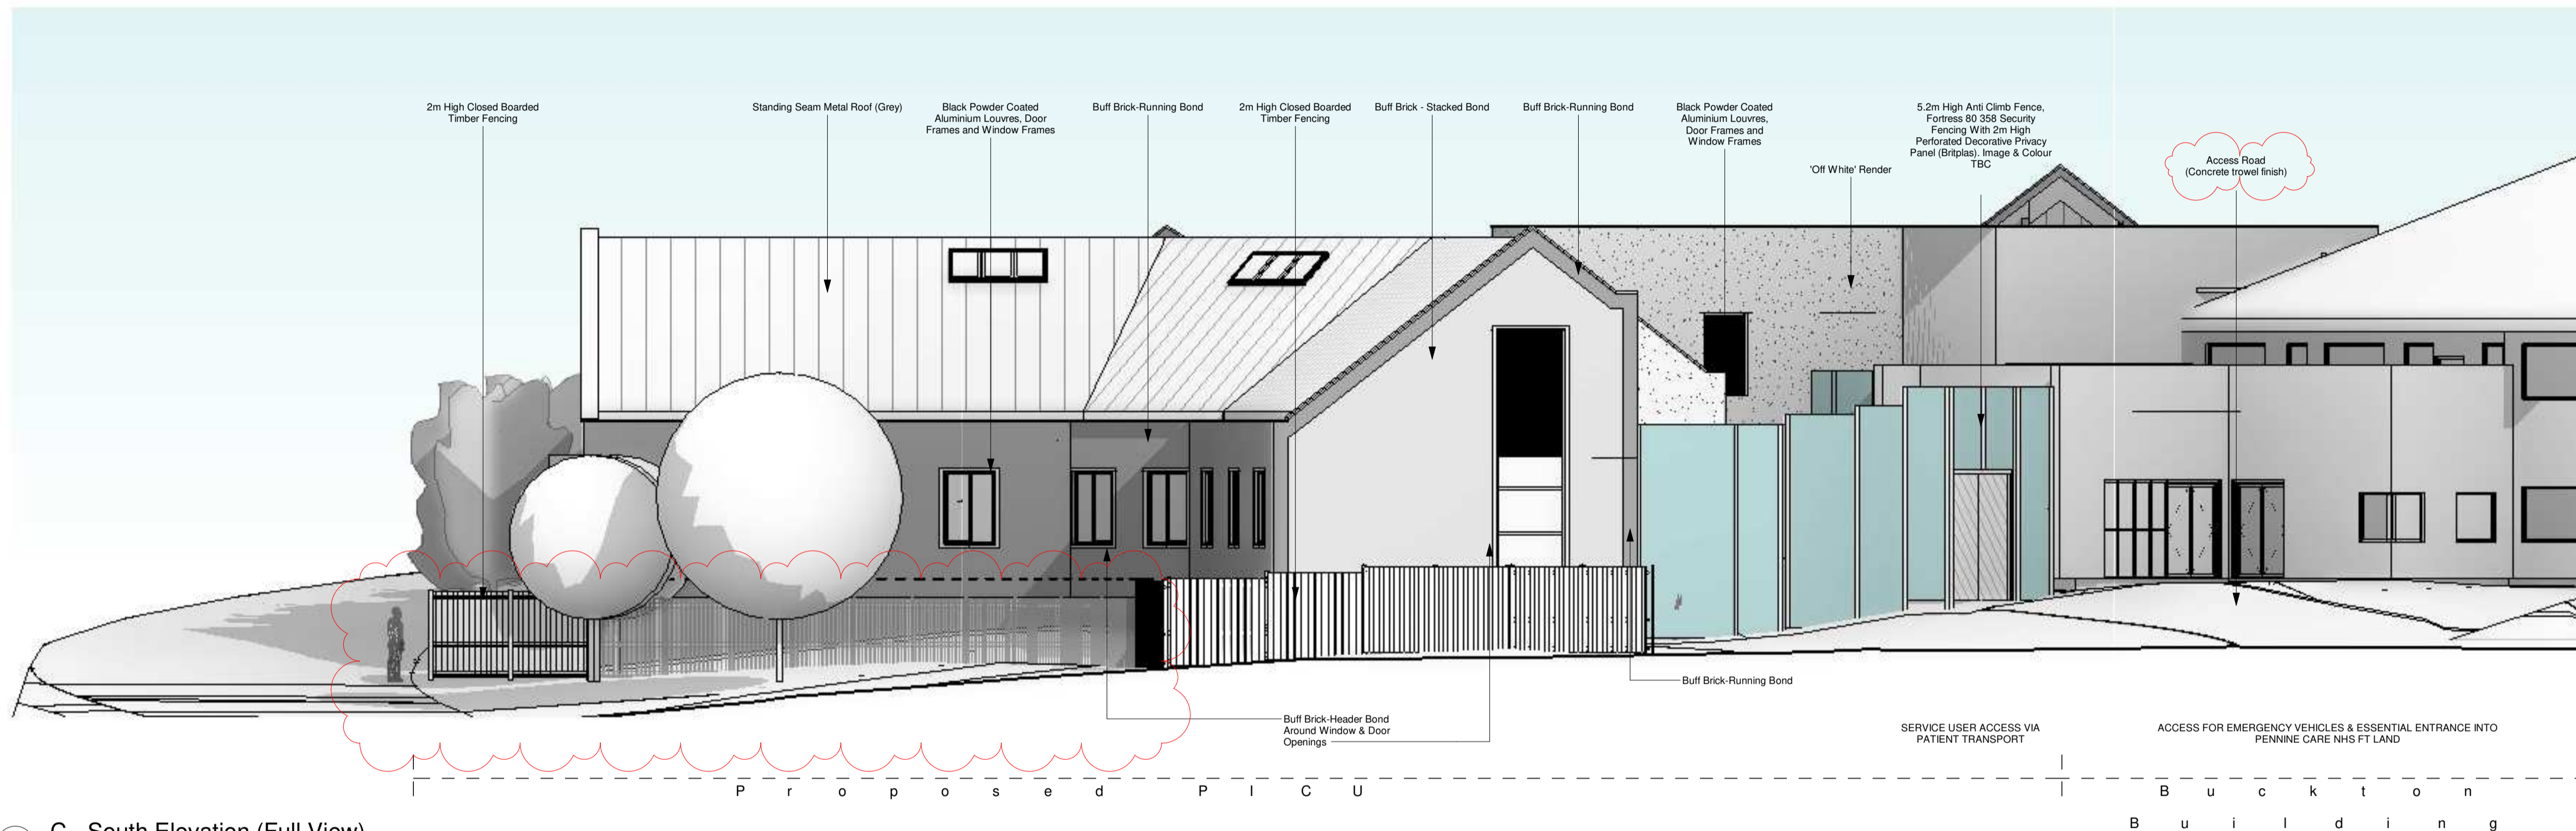 2m High Closed Boarded
Timber Fencing
Standing Seam Metal Roof (Grey)
Black Powder Coated
Aluminium Louvres, Door
Frames and Window Frames
Buff Brick-Running Bond
2m High Closed Boarded
Timber Fencing
Buff Brick - Stacked Bond
Buff Brick-Running Bond
Black Powder Coated
Aluminium Louvres,
Door Frames and
Window Frames
'Off White' Render
5.2m High Anti Climb Fence,
Fortress 80 358 Security
Fencing With 2m High
Perforated Decorative Privacy
Panel (Britplas). Image & Colour
TBC
Access Road
(Concrete trowel finish)
Buff Brick-Running Bond
Buff Brick-Header Bond
Around Window & Door
Openings
SERVICE USER ACCESS VIA
PATIENT TRANSPORT
ACCESS FOR EMERGENCY VEHICLES & ESSENTIAL ENTRANCE INTO
PENNINE CARE NHS FT LAND
Proposed PICU
Buckton
Building
C - South Elevation (Full View)